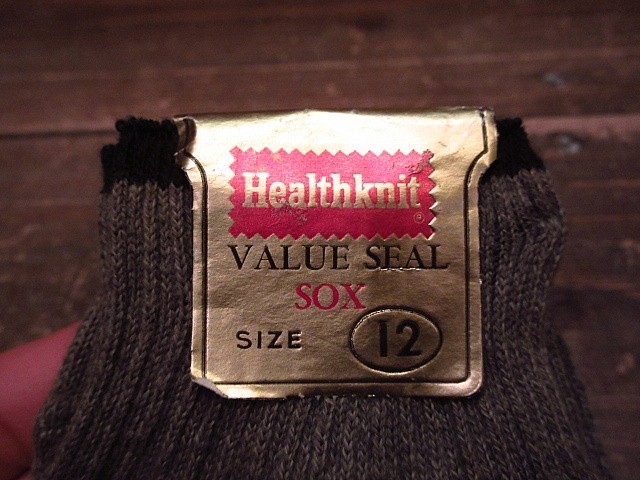 Healthknit
©
VALUE SEAL
SOX
SIZE 12